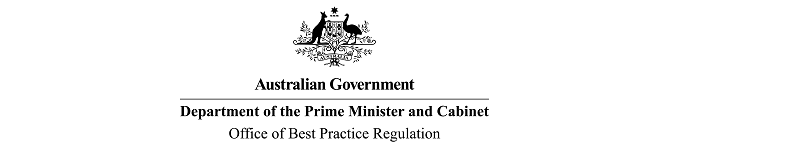 Australian Government
Department of the Prime Minister and Cabinet
Office of Best Practice Regulation